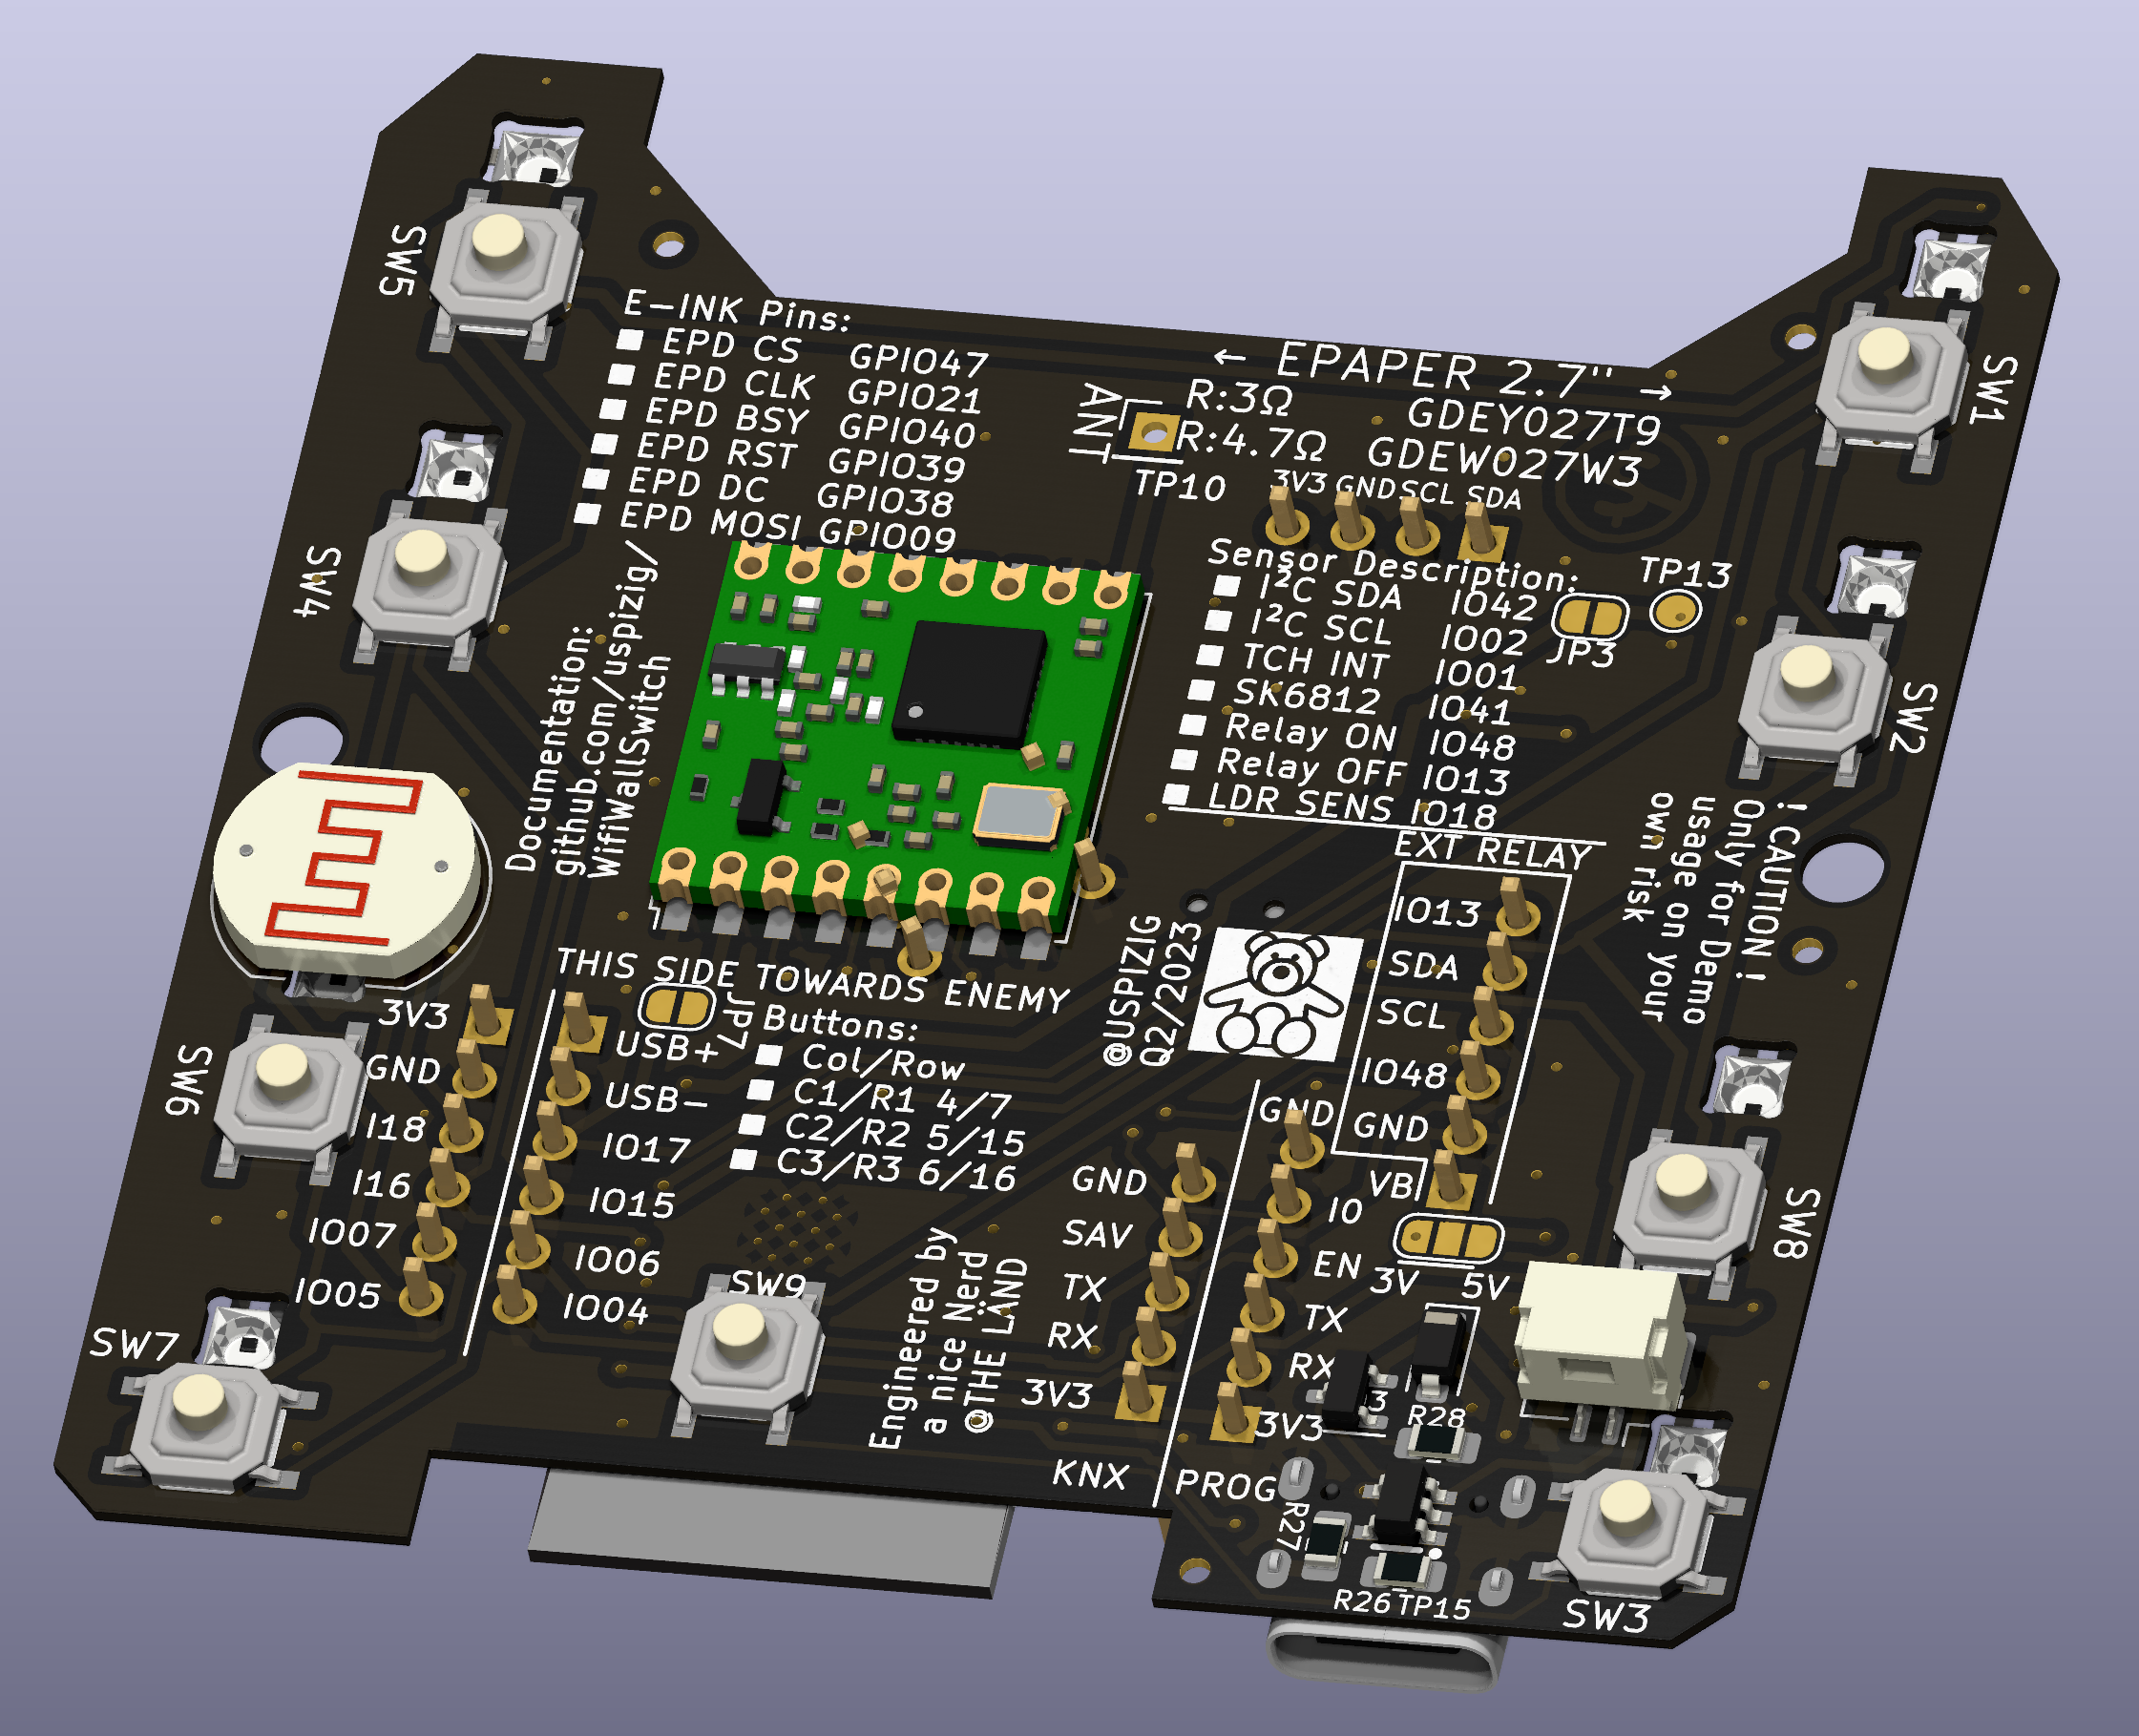 SW5
E-INK Pins:
EPD CS GPIO47
EPD CLK GPIO21
EPD BSY GPIO40
EPD RST GPIO39
EPD DC GPIO38
EPD MOSI GPIO09
← EPAPER 2.7" →
R:3Ω GDEY027T9
R:4.7Ω GDEW027W3
ANT
TP10
3V3 GND SCL SDA
SW1
SW4
Documentation:
github.com/uspizig/
WifiWallSwitch
Sensor Description:
I²C SDA IO42
I²C SCL IO02
TCH INT IO01
SK6812 IO41
Relay ON IO48
Relay OFF IO13
LDR SENS IO18
TP13
JP3
SW2
! CAUTION !
Only for Demo
usage on your
own risk
EXT RELAY
IO13
SDA
SCL
IO48
GND
VB
3V 5V
@USPIZIG
Q2/2023
THIS SIDE TOWARDS ENEMY
JP7
Buttons:
Col/Row
C1/R1 4/7
C2/R2 5/15
C3/R3 6/16
SW6
3V3
GND
I18
I16
IO07
IO05
USB+
USB-
IO17
IO15
IO06
IO04
SW7
SW9
Engineered by
a nice Nerd
@THE LÄND
GND
SAV
TX
RX
3V3
KNX
GND
IO
EN
TX
RX
3V3
PROG
SW8
R28
R27
R26 TP15
SW3